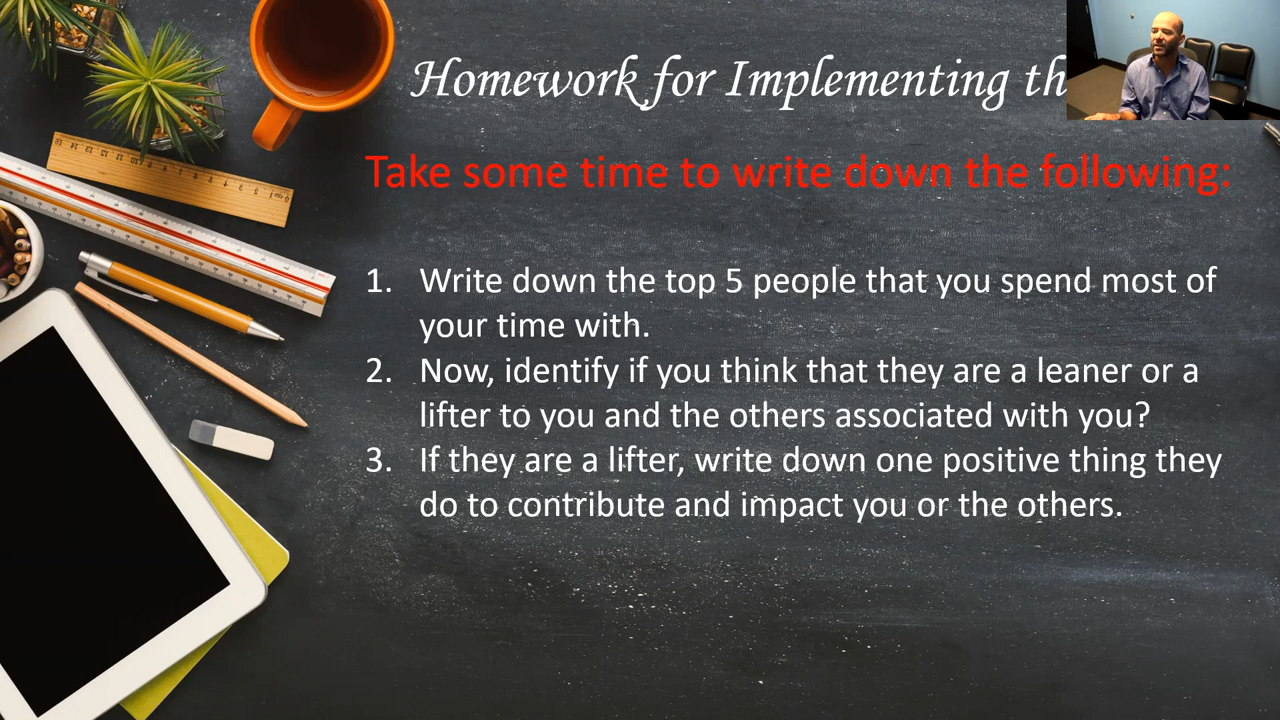 Homework for Implementing th
Take some time to write down the following:
1. Write down the top 5 people that you spend most of
your time with.
2. Now, identify if you think that they are a leaner or a
lifter to you and the others associated with you?
3. If they are a lifter, write down one positive thing they
do to contribute and impact you or the others.